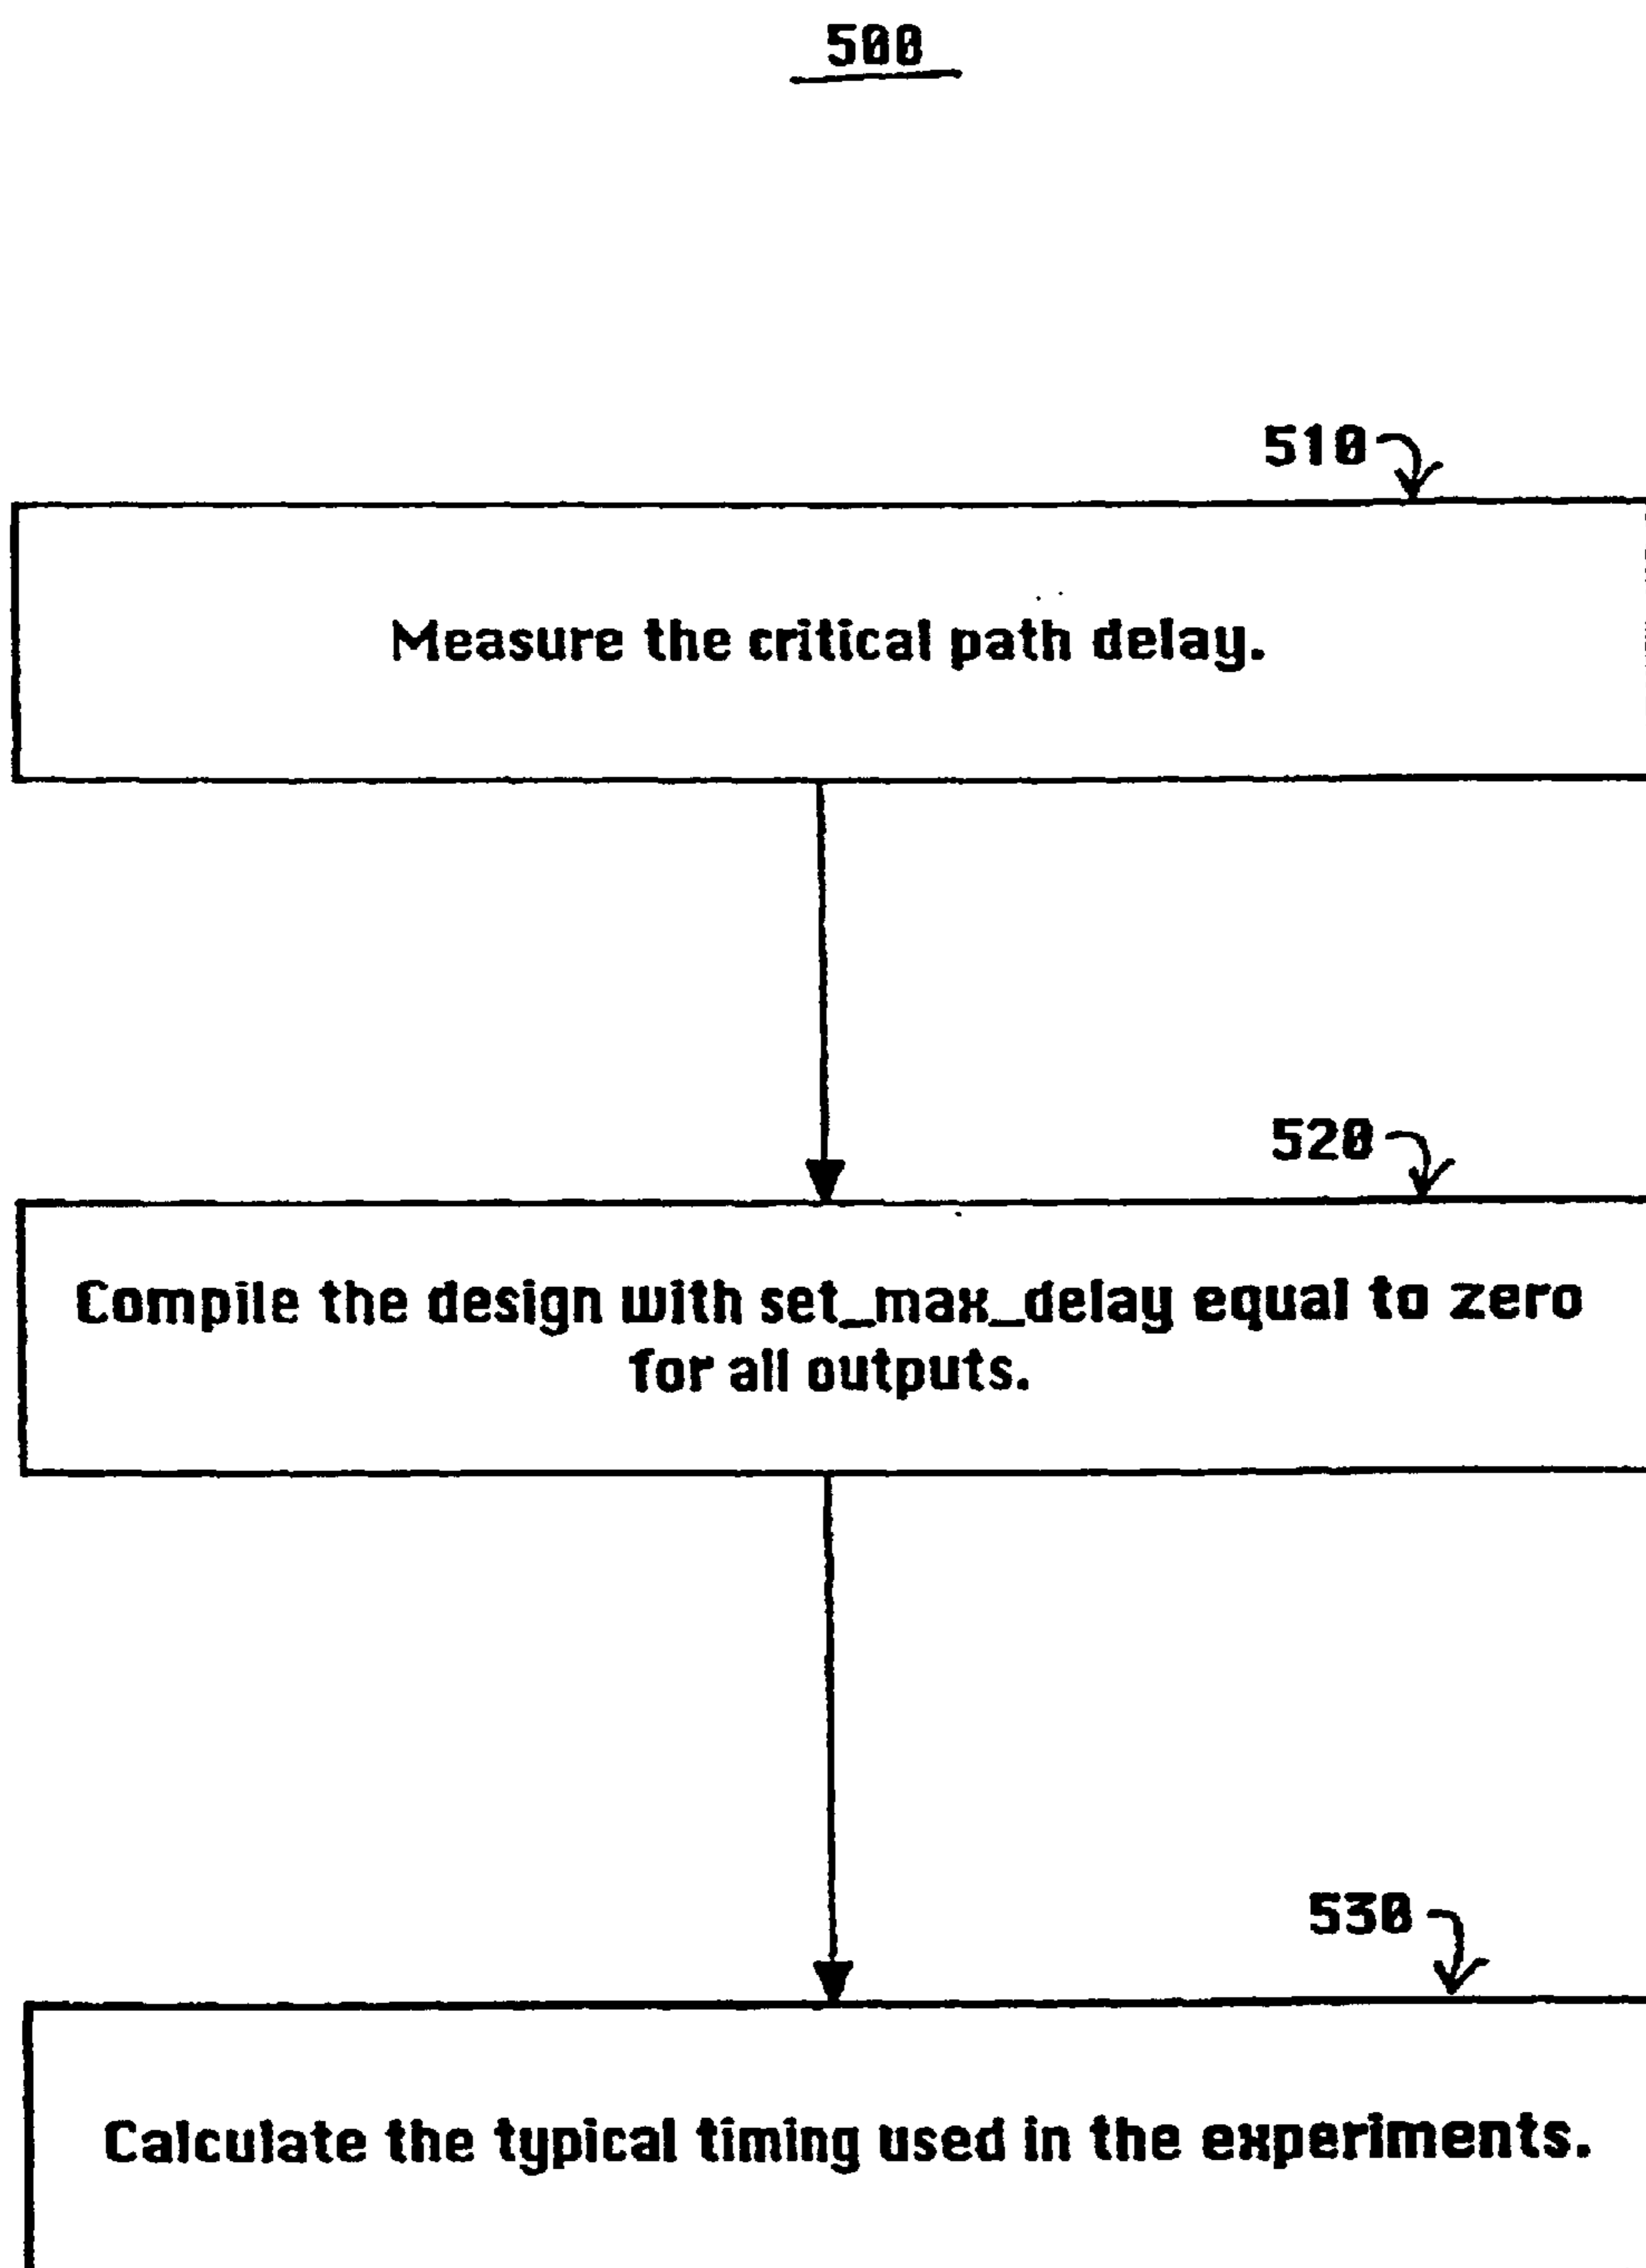 500
510
Measure the critical path delay.
520
Compile the design with set_max_delay equal to zero
for all outputs.
530
Calculate the typical timing used in the experiments.